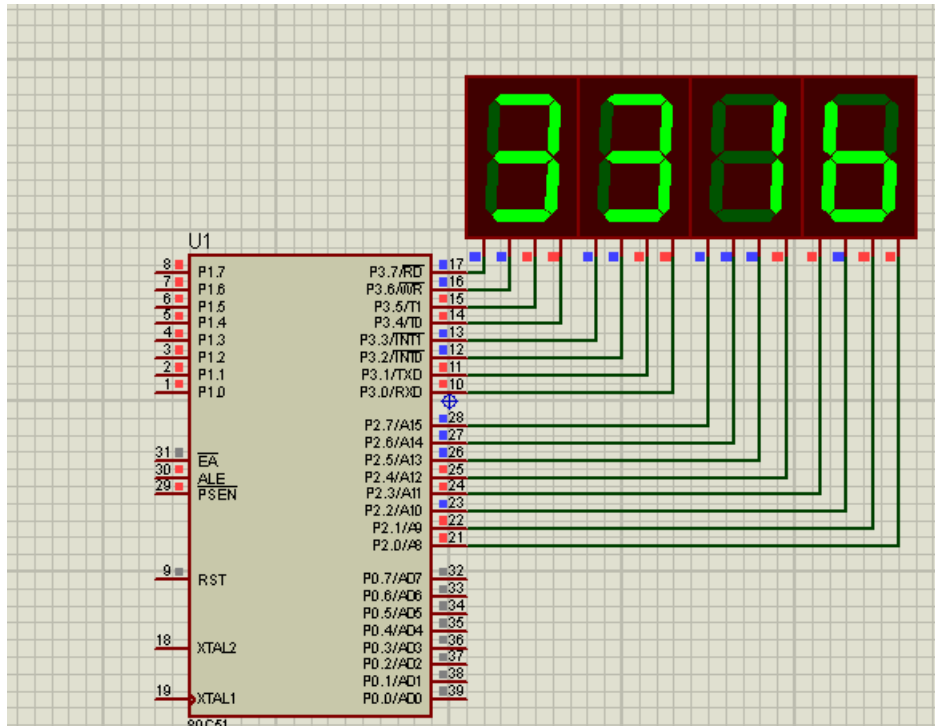 331b
U1
8 P1.7 P3.7/RD 17
7 P1.6 P3.6/WR 16
6 P1.5 P3.5/T1 15
5 P1.4 P3.4/T0 14
4 P1.3 P3.3/INT1 13
3 P1.2 P3.2/INT0 12
2 P1.1 P3.1/TXD 11
1 P1.0 P3.0/RXD 10
P2.7/A15 28
P2.6/A14 27
31 EA P2.5/A13 26
30 ALE P2.4/A12 25
29 PSEN P2.3/A11 24
P2.2/A10 23
P2.1/A9 22
P2.0/A8 21
9 RST P0.7/AD7 32
P0.6/AD6 33
P0.5/AD5 34
P0.4/AD4 35
18 XTAL2 P0.3/AD3 36
P0.2/AD2 37
P0.1/AD1 38
19 XTAL1 P0.0/AD0 39
80C51